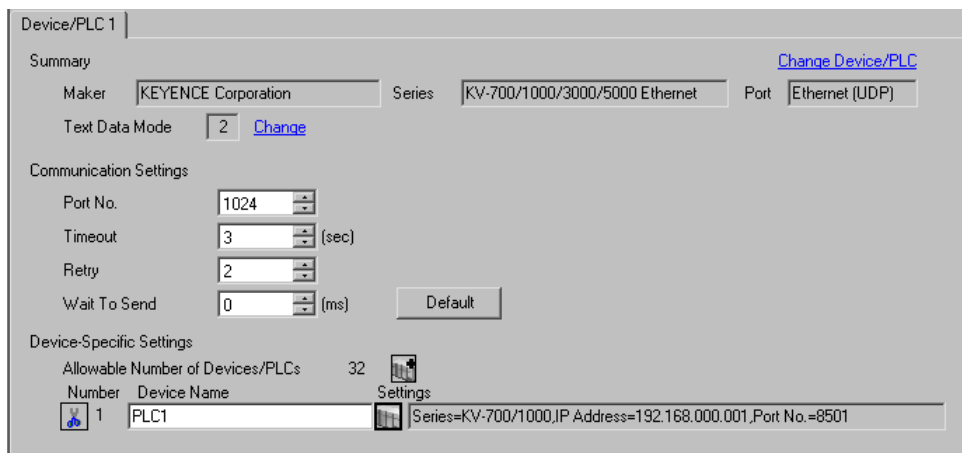 Device/PLC 1
Summary Change Device/PLC
Maker KEYENCE Corporation Series KV-700/1000/3000/5000 Ethernet Port Ethernet (UDP)
Text Data Mode 2 Change
Communication Settings
Port No. 1024
Timeout 3 (sec)
Retry 2
Wait To Send 0 (ms) Default
Device-Specific Settings
Allowable Number of Devices/PLCs 32
Number Device Name Settings
1 PLC1 Series=KV-700/1000,IP Address=192.168.000.001,Port No.=8501